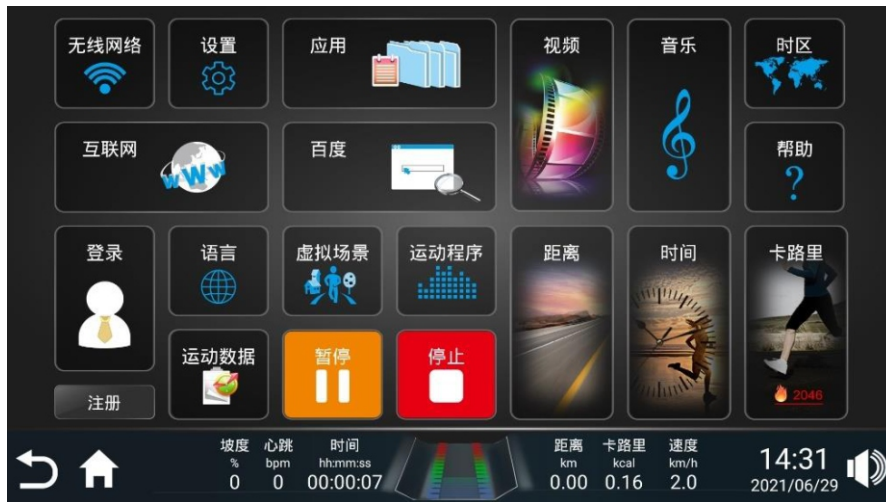 无线网络
设置
应用
视频
音乐
时区
互联网
www
百度
帮助
?
登录
语言
虚拟场景
运动程序
距离
时间
卡路里
运动数据
暂停
停止
注册
2046
坡度 心跳 时间 距离 卡路里 速度
% bpm hh:mm:ss km kcal km/h
0 0 00:00:07 0.00 0.16 2.0
14:31
2021/06/29